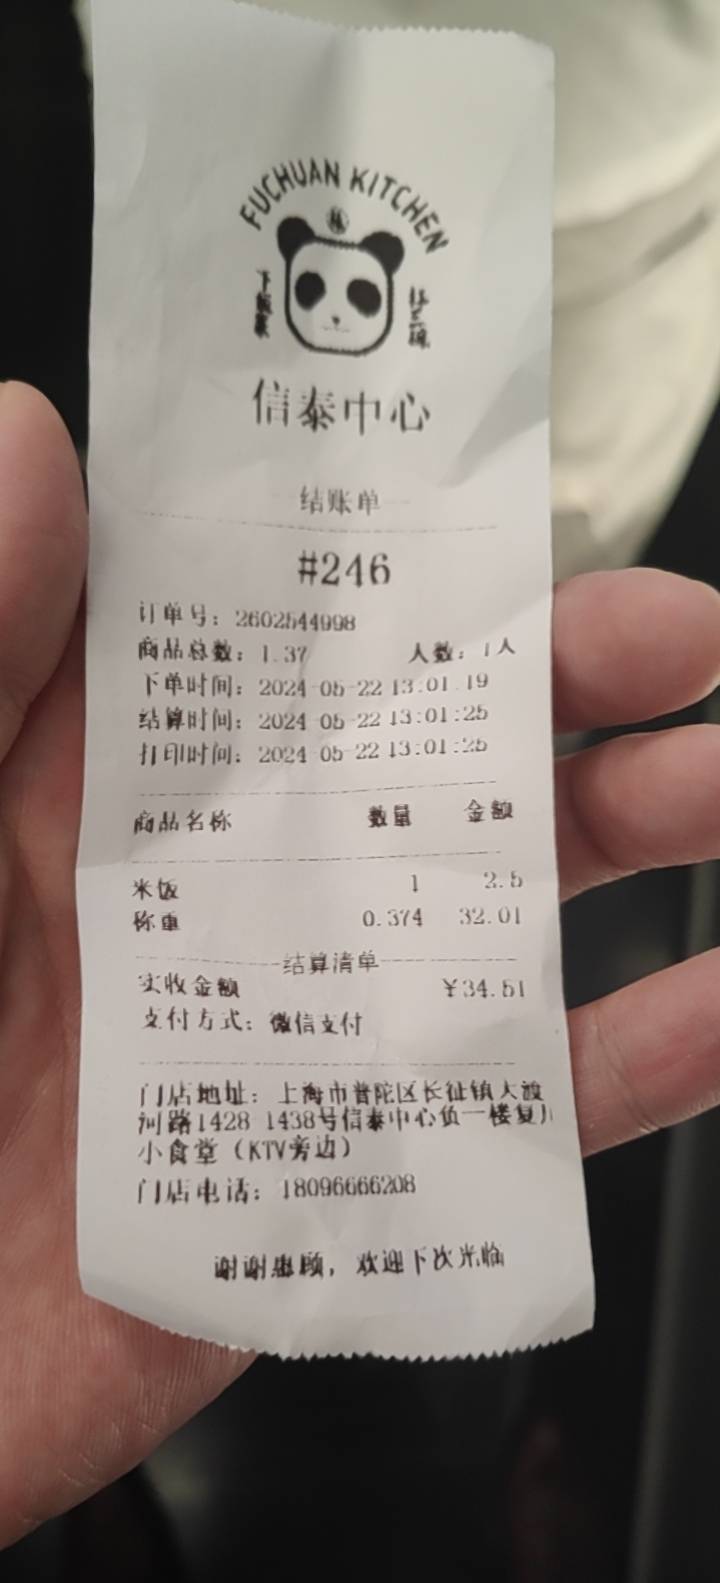 FUCHUAN KITCHEN
下饭菜
信泰中心
结账单
#246
订单号: 2602544998
商品总数: 1.37 人数: 1人
下单时间: 2024-05-22 13:01:19
结算时间: 2024-05-22 13:01:25
打印时间: 2024-05-22 13:01:25
商品名称 数量 金额
米饭 1 2.5
称重 0.374 32.01
结算清单
实收金额 ¥34.51
支付方式: 微信支付
门店地址: 上海市普陀区长征镇大渡
河路1428-1438号信泰中心负一楼复川
小食堂 (KTV旁边)
门店电话: 18096666208
谢谢惠顾, 欢迎下次光临